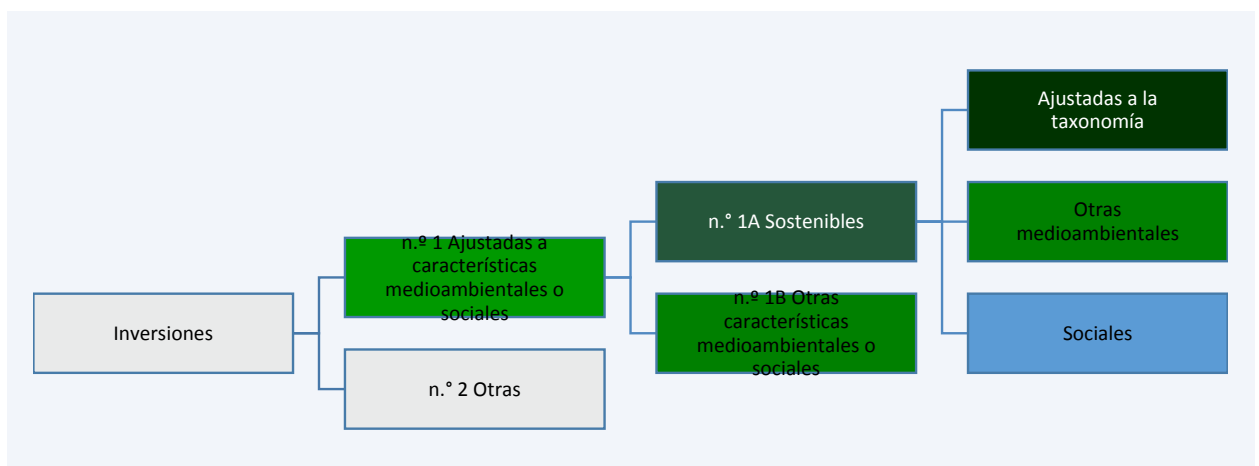 Ajustadas a la
taxonomía
n.° 1A Sostenibles
Otras
medioambientales
n.º 1 Ajustadas a
características
medioambientales o
sociales
n.º 1B Otras
características
medioambientales o
sociales
Inversiones
Sociales
n.° 2 Otras